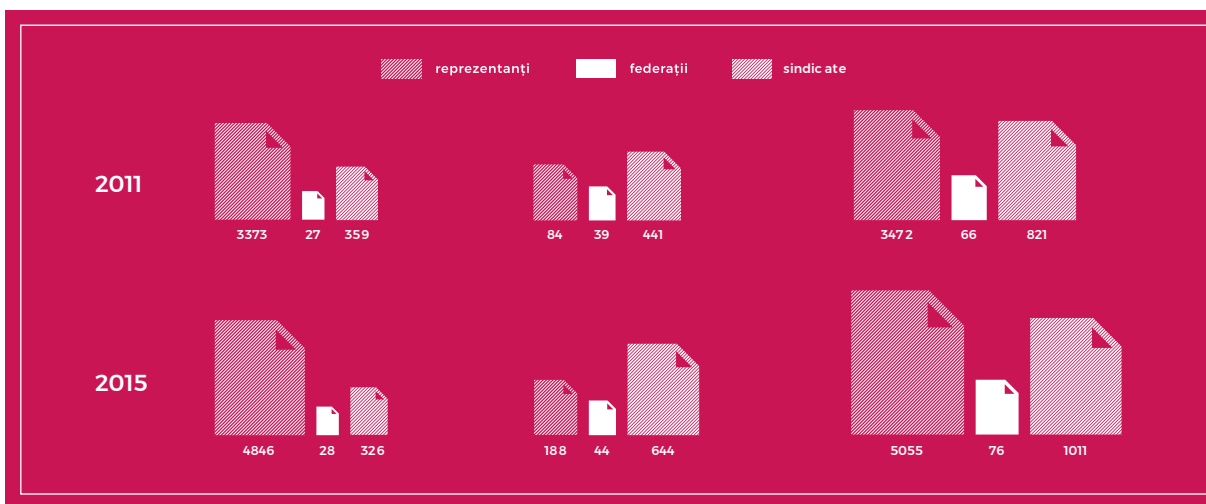 reprezentanți federații sindic ate
2011
3373 27 359 84 39 441 3472 66 821
2015
4846 28 326 188 44 644 5055 76 1011